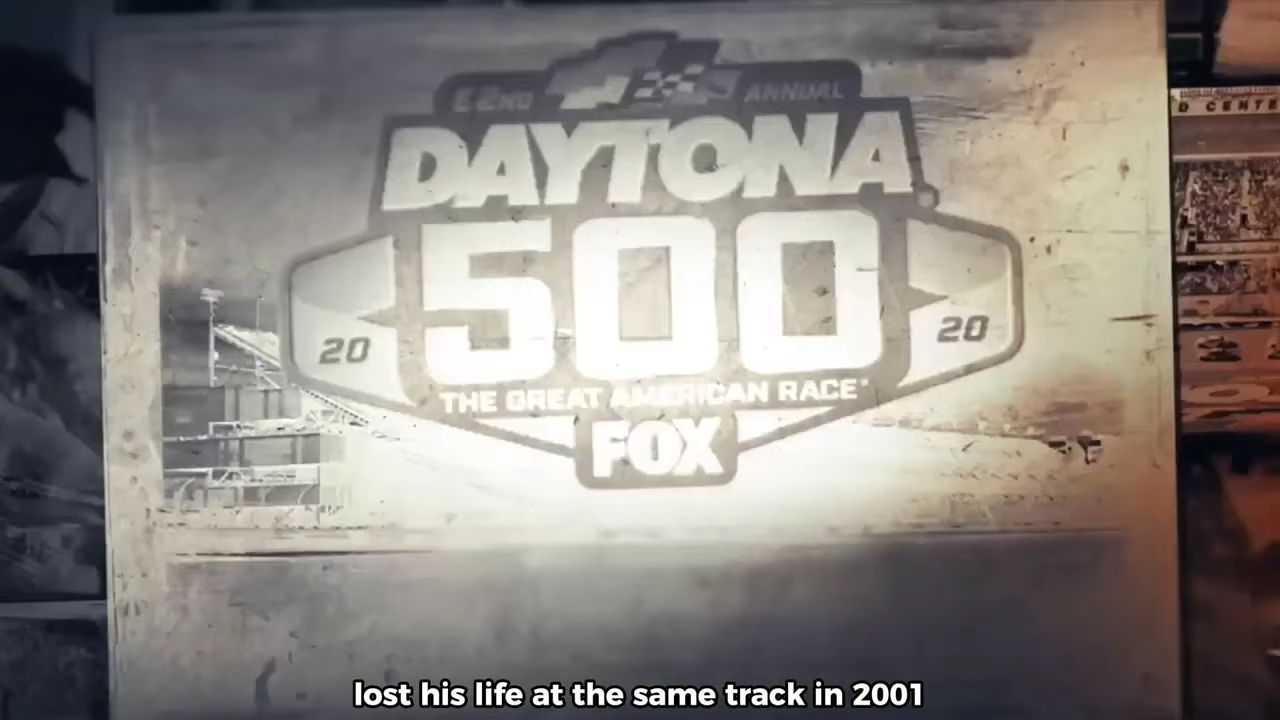 62ND ANNUAL
DAYTONA
500
20 20
THE GREAT AMERICAN RACE
FOX
D CENTE
lost his life at the same track in 2001